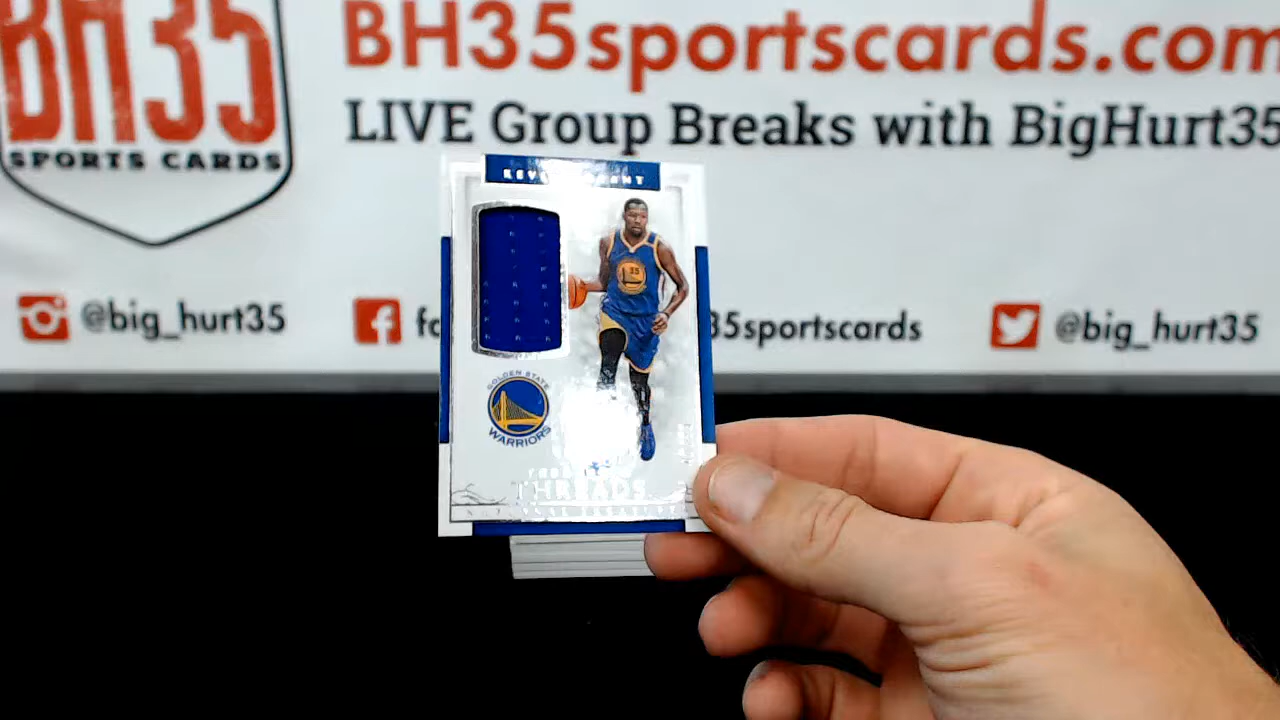 BH35
SPORTS CARDS
BH35sportscards.com
LIVE Group Breaks with BigHurt35
@big_hurt35
35sportscards
@big_hurt35
35
GOLDEN STATE
WARRIORS
THREADS